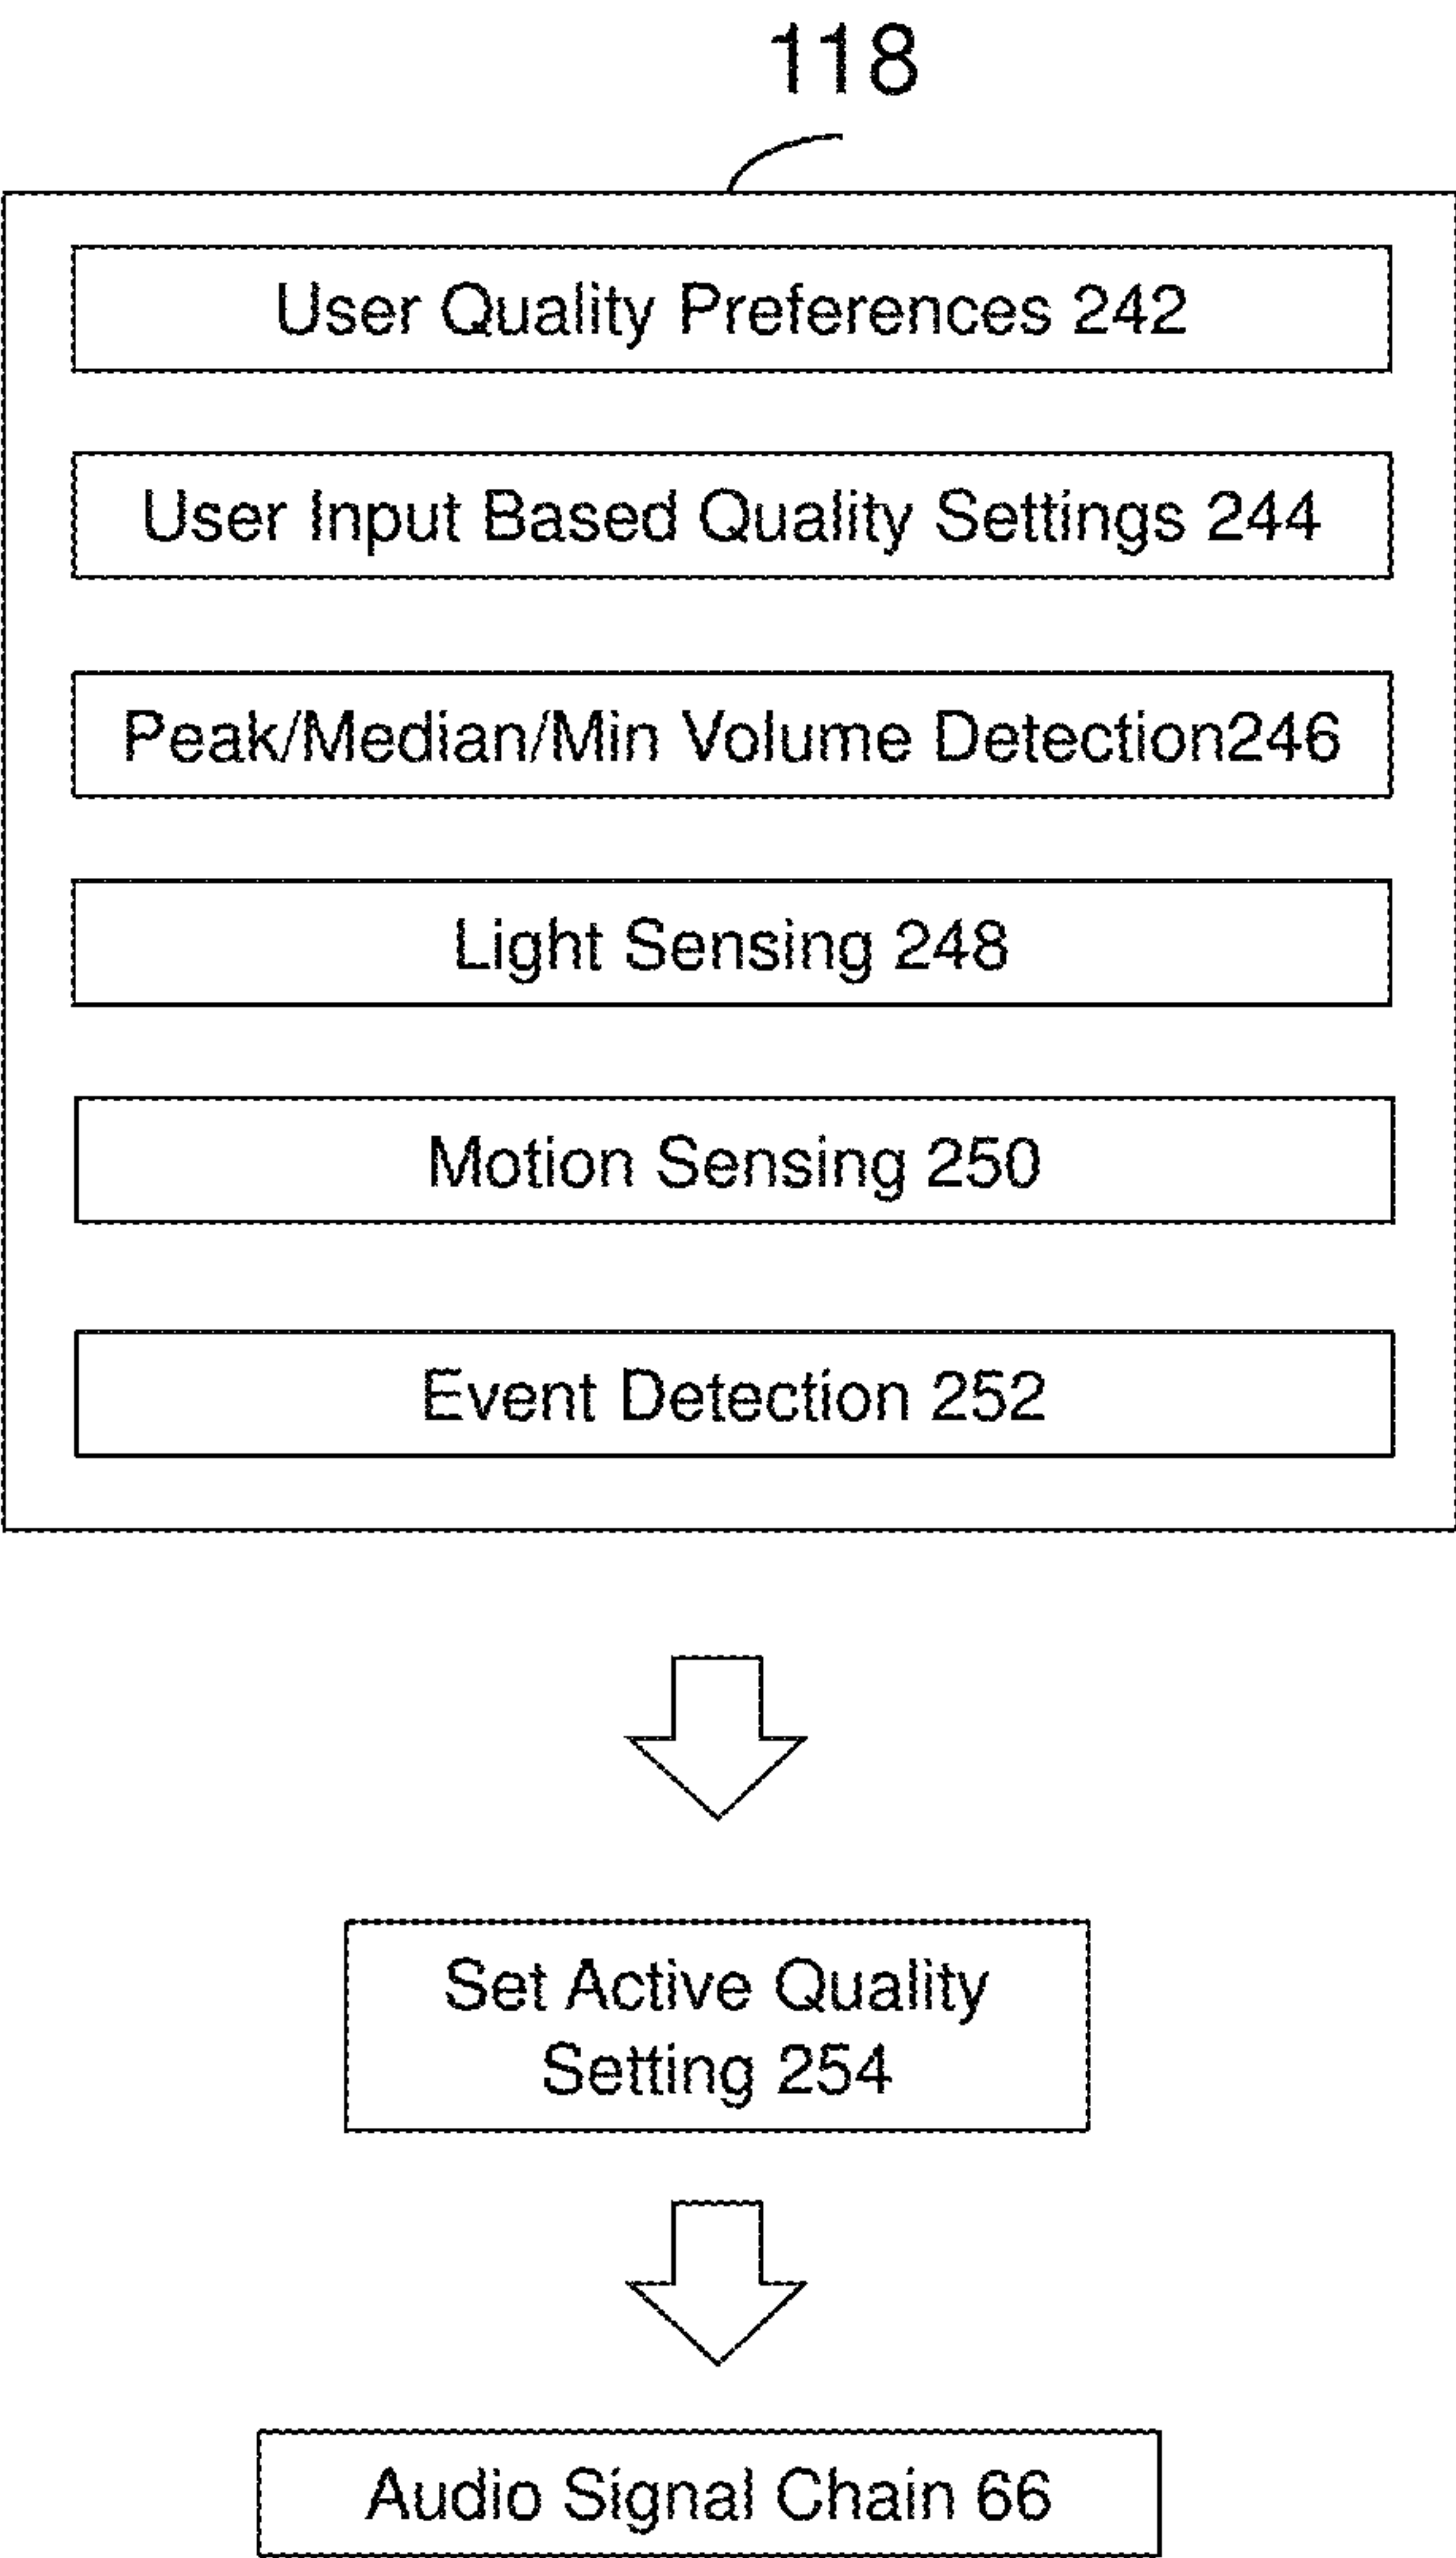 118
User Quality Preferences 242
User Input Based Quality Settings 244
Peak/Median/Min Volume Detection246
Light Sensing 248
Motion Sensing 250
Event Detection 252
Set Active Quality
Setting 254
Audio Signal Chain 66